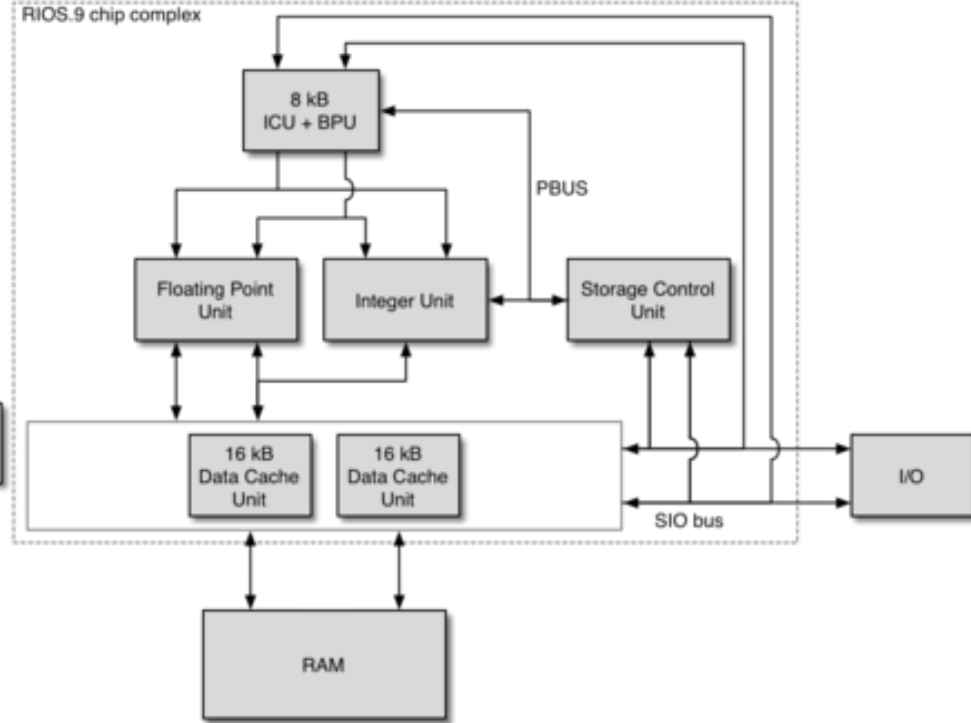 RIOS.9 chip complex
8 kB
ICU + BPU
PBUS
Floating Point
Unit
Integer Unit
Storage Control
Unit
16 kB
Data Cache
Unit
16 kB
Data Cache
Unit
I/O
SIO bus
RAM